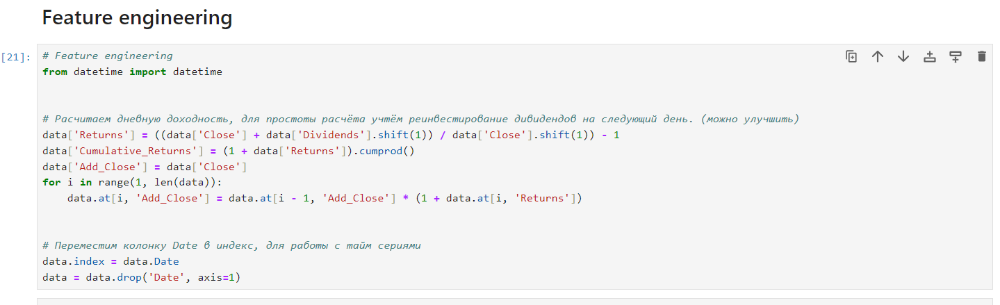 Feature engineering
[21]:
# Feature engineering
from datetime import datetime
# Расчитаем дневную доходность, для простоты расчёта учтём реинвестирование дивидендов на следующий день. (можно улучшить)
data['Returns'] = ((data['Close'] + data['Dividends'].shift(1)) / data['Close'].shift(1)) - 1
data['Cumulative_Returns'] = (1 + data['Returns']).cumprod()
data['Add_Close'] = data['Close']
for i in range(1, len(data)):
    data.at[i, 'Add_Close'] = data.at[i - 1, 'Add_Close'] * (1 + data.at[i, 'Returns'])
# Переместим колонку Date в индекс, для работы с тайм сериями
data.index = data.Date
data = data.drop('Date', axis=1)